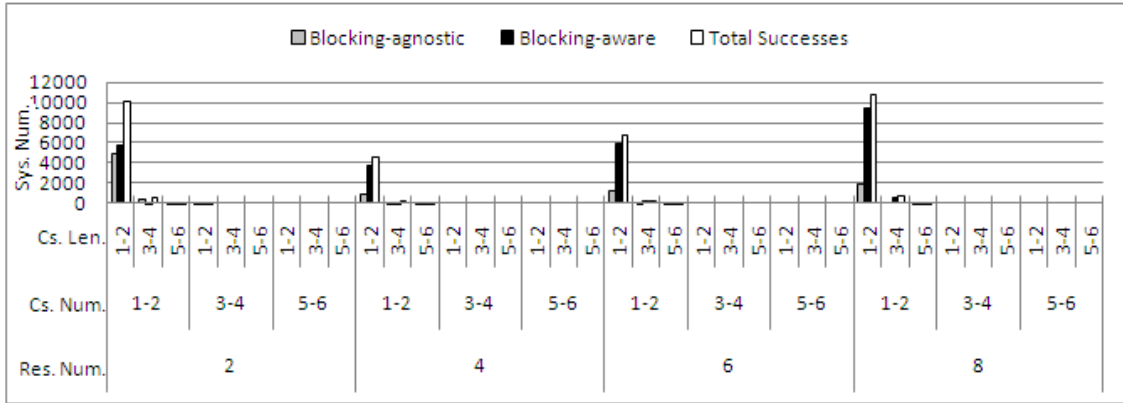 Blocking-agnostic Blocking-aware Total Successes
Sys. Num.
12000
10000
8000
6000
4000
2000
0
Cs. Len. 1-2 3-4 5-6 1-2 3-4 5-6 1-2 3-4 5-6 1-2 3-4 5-6 1-2 3-4 5-6 1-2 3-4 5-6 1-2 3-4 5-6 1-2 3-4 5-6 1-2 3-4 5-6 1-2 3-4 5-6 1-2 3-4 5-6 1-2 3-4 5-6
Cs. Num. 1-2 3-4 5-6 1-2 3-4 5-6 1-2 3-4 5-6 1-2 3-4 5-6
Res. Num. 2 4 6 8